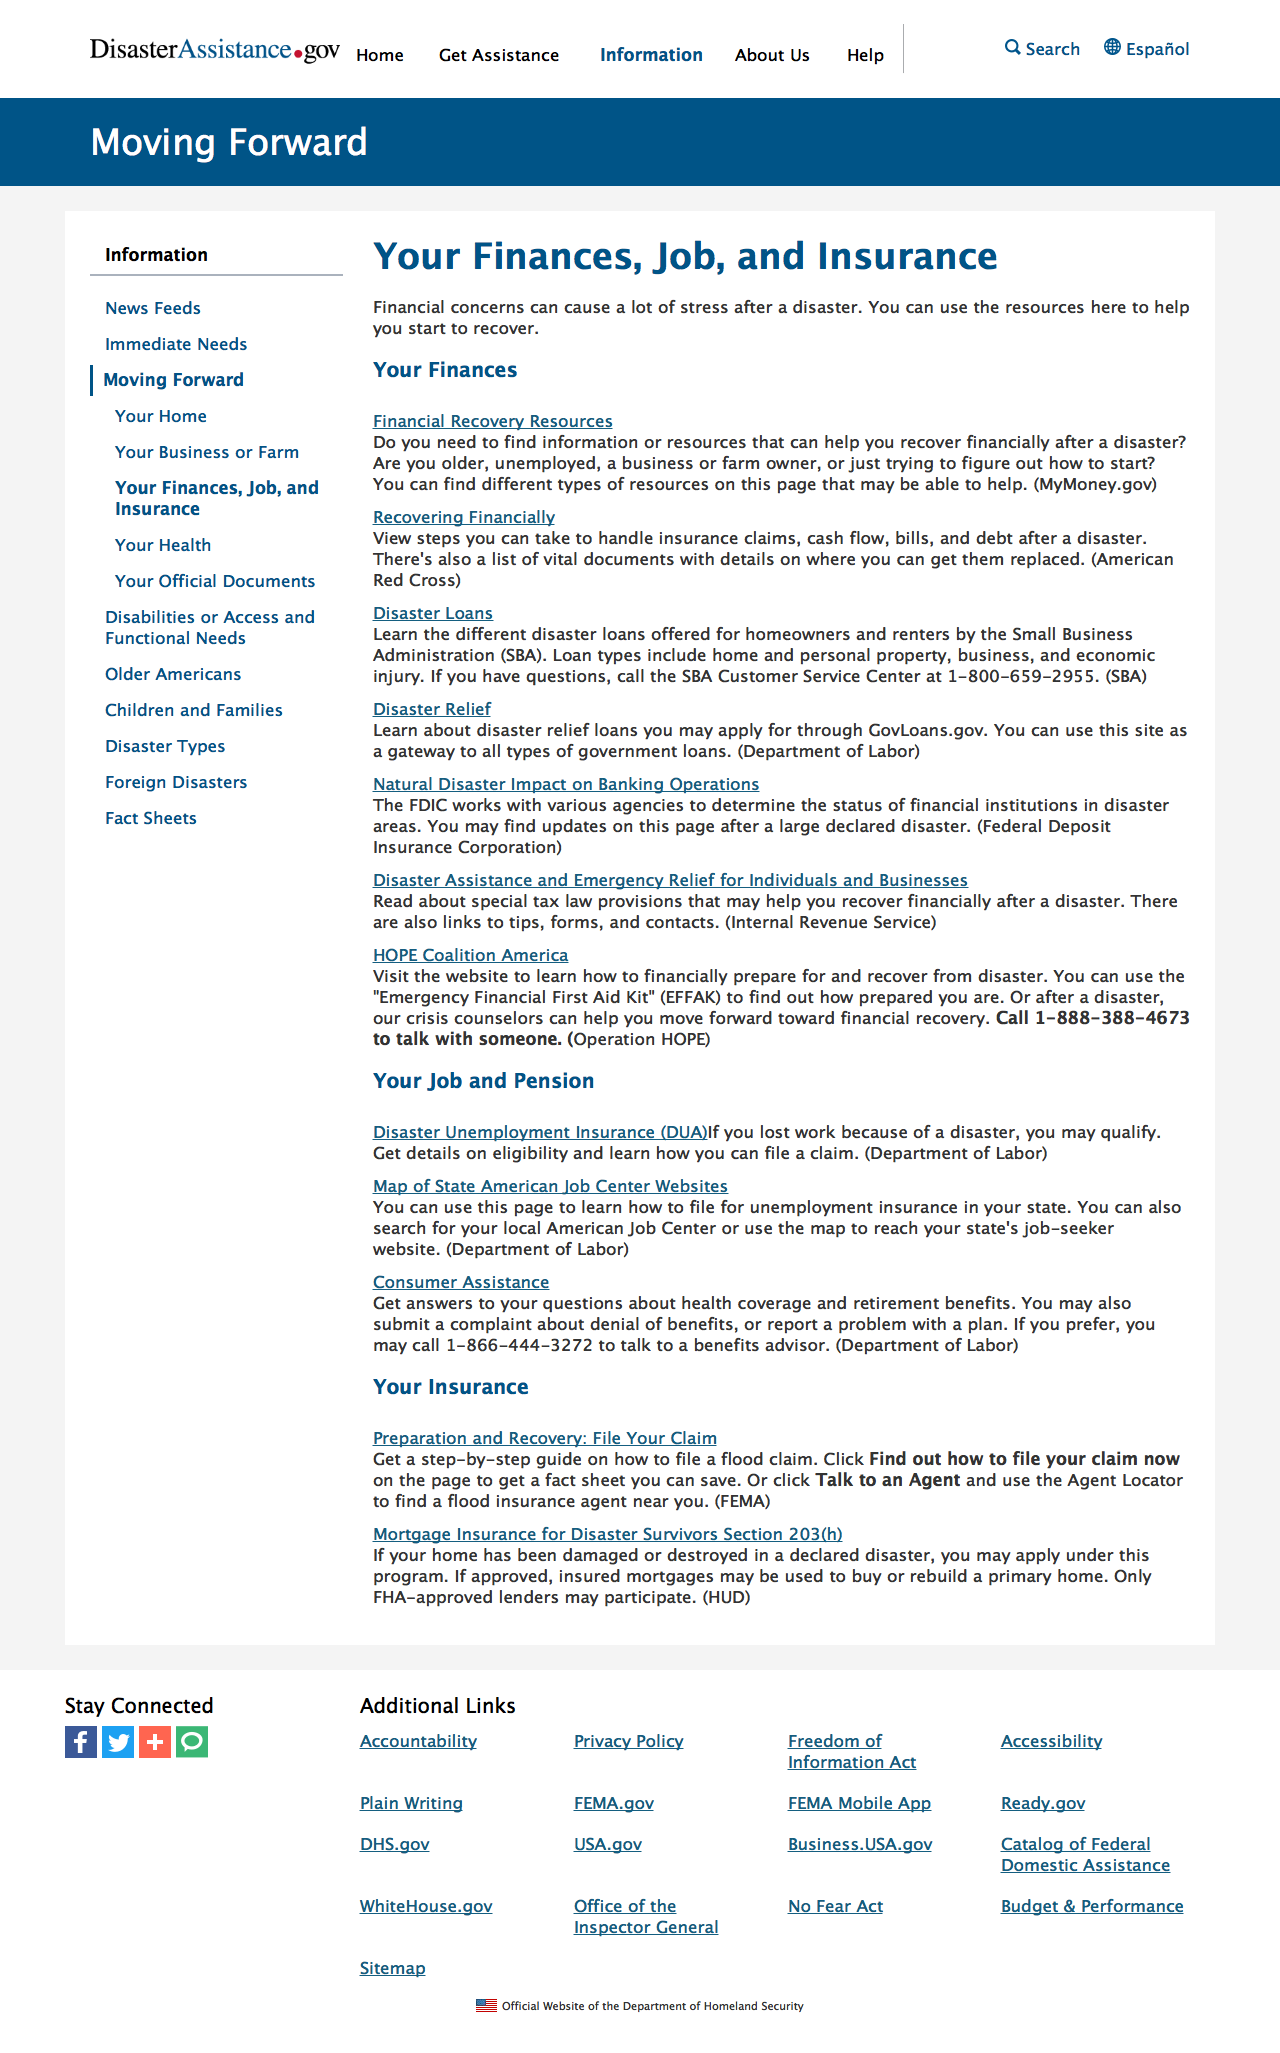 DisasterAssistance.gov
Home
Get Assistance
Information
About Us
Help
Search
Español
Moving Forward
Information
News Feeds
Immediate Needs
Moving Forward
Your Home
Your Business or Farm
Your Finances, Job, and
Insurance
Your Health
Your Official Documents
Disabilities or Access and
Functional Needs
Older Americans
Children and Families
Disaster Types
Foreign Disasters
Fact Sheets
Your Finances, Job, and Insurance
Financial concerns can cause a lot of stress after a disaster. You can use the resources here to help
you start to recover.
Your Finances
Financial Recovery Resources
Do you need to find information or resources that can help you recover financially after a disaster?
Are you older, unemployed, a business or farm owner, or just trying to figure out how to start?
You can find different types of resources on this page that may be able to help. (MyMoney.gov)
Recovering Financially
View steps you can take to handle insurance claims, cash flow, bills, and debt after a disaster.
There's also a list of vital documents with details on where you can get them replaced. (American
Red Cross)
Disaster Loans
Learn the different disaster loans offered for homeowners and renters by the Small Business
Administration (SBA). Loan types include home and personal property, business, and economic
injury. If you have questions, call the SBA Customer Service Center at 1-800-659-2955. (SBA)
Disaster Relief
Learn about disaster relief loans you may apply for through GovLoans.gov. You can use this site as
a gateway to all types of government loans. (Department of Labor)
Natural Disaster Impact on Banking Operations
The FDIC works with various agencies to determine the status of financial institutions in disaster
areas. You may find updates on this page after a large declared disaster. (Federal Deposit
Insurance Corporation)
Disaster Assistance and Emergency Relief for Individuals and Businesses
Read about special tax law provisions that may help you recover financially after a disaster. There
are also links to tips, forms, and contacts. (Internal Revenue Service)
HOPE Coalition America
Visit the website to learn how to financially prepare for and recover from disaster. You can use the
"Emergency Financial First Aid Kit" (EFFAK) to find out how prepared you are. Or after a disaster,
our crisis counselors can help you move forward toward financial recovery. Call 1-888-388-4673
to talk with someone. (Operation HOPE)
Your Job and Pension
Disaster Unemployment Insurance (DUA)If you lost work because of a disaster, you may qualify.
Get details on eligibility and learn how you can file a claim. (Department of Labor)
Map of State American Job Center Websites
You can use this page to learn how to file for unemployment insurance in your state. You can also
search for your local American Job Center or use the map to reach your state's job-seeker
website. (Department of Labor)
Consumer Assistance
Get answers to your questions about health coverage and retirement benefits. You may also
submit a complaint about denial of benefits, or report a problem with a plan. If you prefer, you
may call 1-866-444-3272 to talk to a benefits advisor. (Department of Labor)
Your Insurance
Preparation and Recovery: File Your Claim
Get a step-by-step guide on how to file a flood claim. Click Find out how to file your claim now
on the page to get a fact sheet you can save. Or click Talk to an Agent and use the Agent Locator
to find a flood insurance agent near you. (FEMA)
Mortgage Insurance for Disaster Survivors Section 203(h)
If your home has been damaged or destroyed in a declared disaster, you may apply under this
program. If approved, insured mortgages may be used to buy or rebuild a primary home. Only
FHA-approved lenders may participate. (HUD)
Stay Connected
Additional Links
Accountability
Privacy Policy
Freedom of
Information Act
Accessibility
Plain Writing
FEMA.gov
FEMA Mobile App
Ready.gov
DHS.gov
USA.gov
Business.USA.gov
Catalog of Federal
Domestic Assistance
WhiteHouse.gov
Office of the
Inspector General
No Fear Act
Budget & Performance
Sitemap
Official Website of the Department of Homeland Security